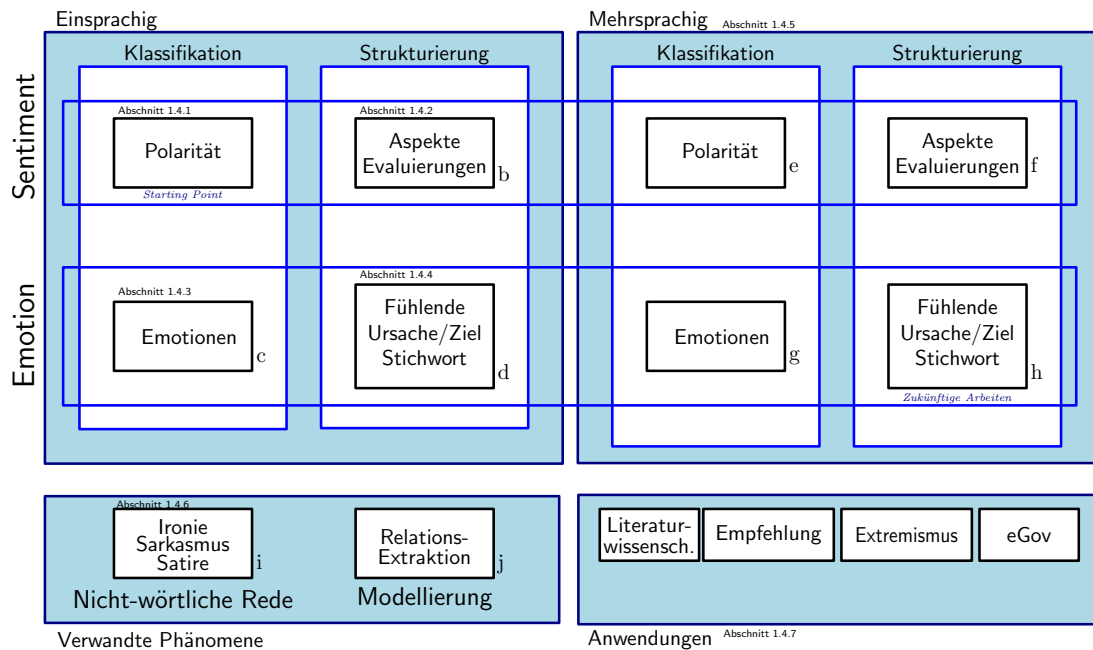 Einsprachig
Mehrsprachig Abschnitt 1.4.5
Klassifikation
Strukturierung
Klassifikation
Strukturierung
Sentiment
Abschnitt 1.4.1
Polarität
Starting Point
Abschnitt 1.4.2
Aspekte
Evaluierungen
b
Polarität
e
Aspekte
Evaluierungen
f
Emotion
Abschnitt 1.4.3
Emotionen
c
Abschnitt 1.4.4
Fühlende
Ursache/Ziel
Stichwort
d
Emotionen
g
Fühlende
Ursache/Ziel
Stichwort
h
Zukünftige Arbeiten
Abschnitt 1.4.6
Ironie
Sarkasmus
Satire
i
Nicht-wörtliche Rede
Relations-
Extraktion
j
Modellierung
Verwandte Phänomene
Literatur-
wissensch.
Empfehlung
Extremismus
eGov
Anwendungen Abschnitt 1.4.7